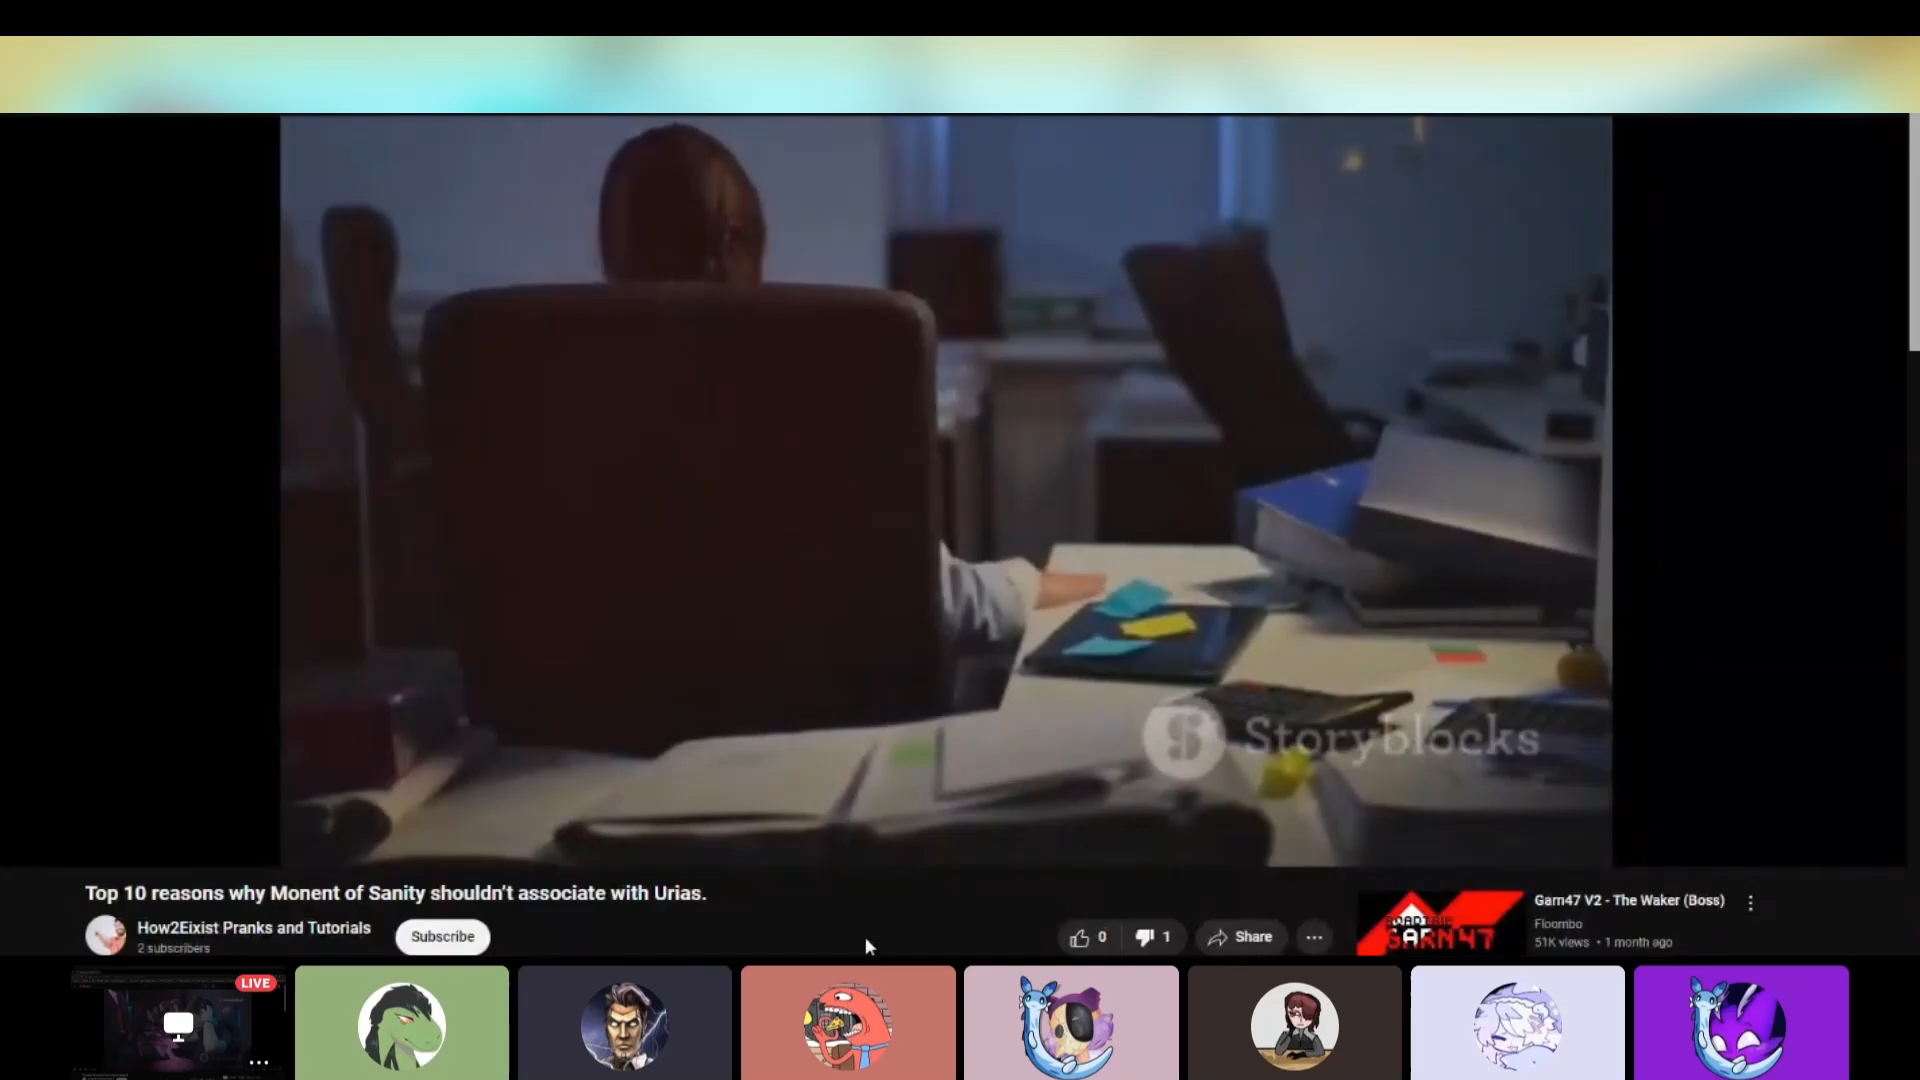 Storyblocks
Top 10 reasons why Monent of Sanity shouldn't associate with Urias.
How2Eixist Pranks and Tutorials
2 subscribers
Subscribe
0
1
Share
GARN47
Garn47 V2 - The Waker (Boss)
Floombo
51K views • 1 month ago
LIVE